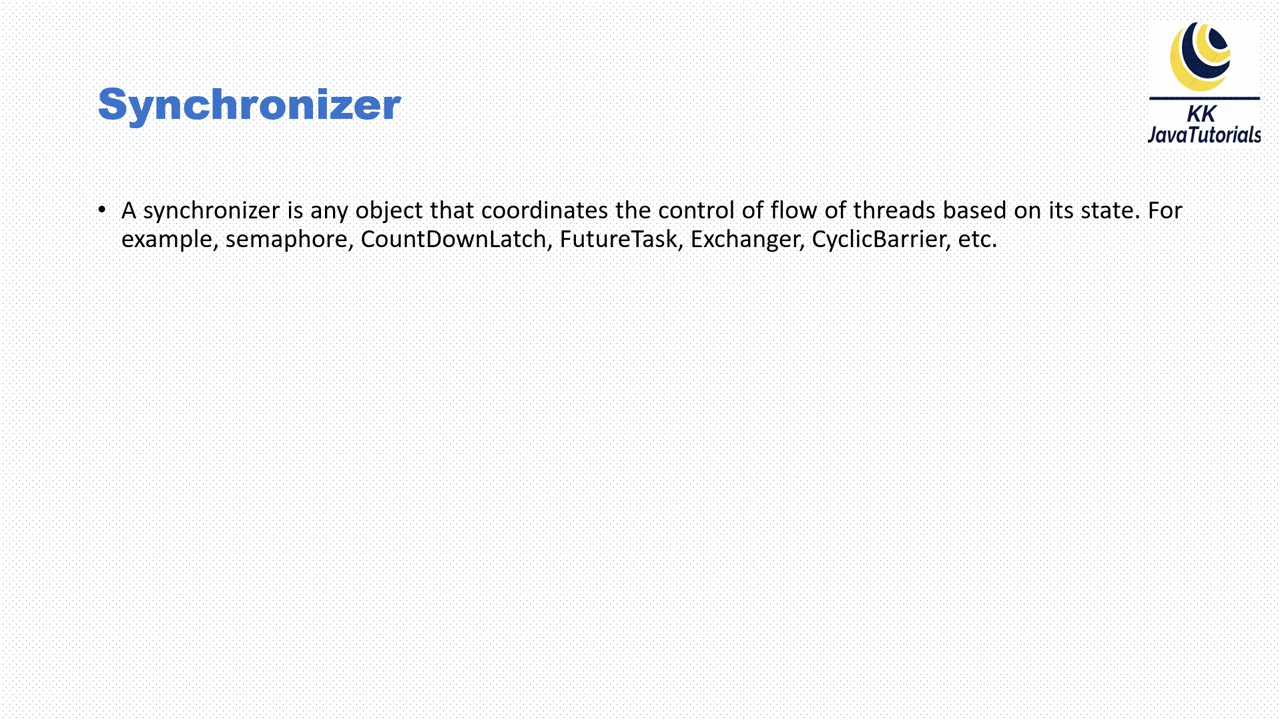 Synchronizer
KK
JavaTutorials
• A synchronizer is any object that coordinates the control of flow of threads based on its state. For
example, semaphore, CountDownLatch, FutureTask, Exchanger, CyclicBarrier, etc.